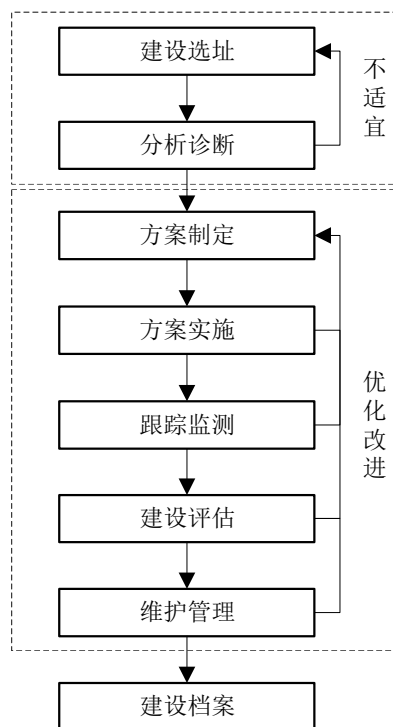 建设选址
不适宜
分析诊断
方案制定
方案实施
优化改进
跟踪监测
建设评估
维护管理
建设档案